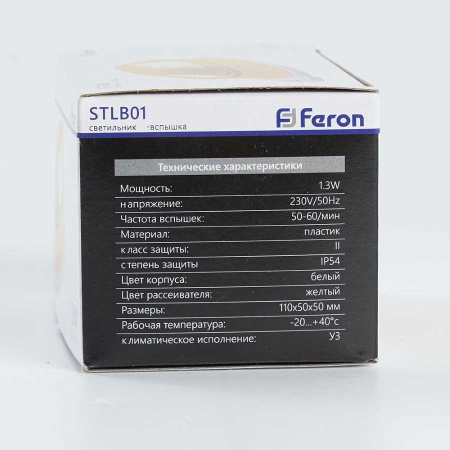 STLB01
светильник -вспышка
Feron
Технические характеристики
Мощность: 1.3W
напряжение: 230V/50Hz
Частота вспышек: 50-60/мин
Материал: пластик
класс защиты: II
степень защиты IP54
Цвет корпуса: белый
Цвет рассеивателя: желтый
Размеры: 110x50x50 мм
Рабочая температура: -20...+40°c
климатическое исполнение: У3